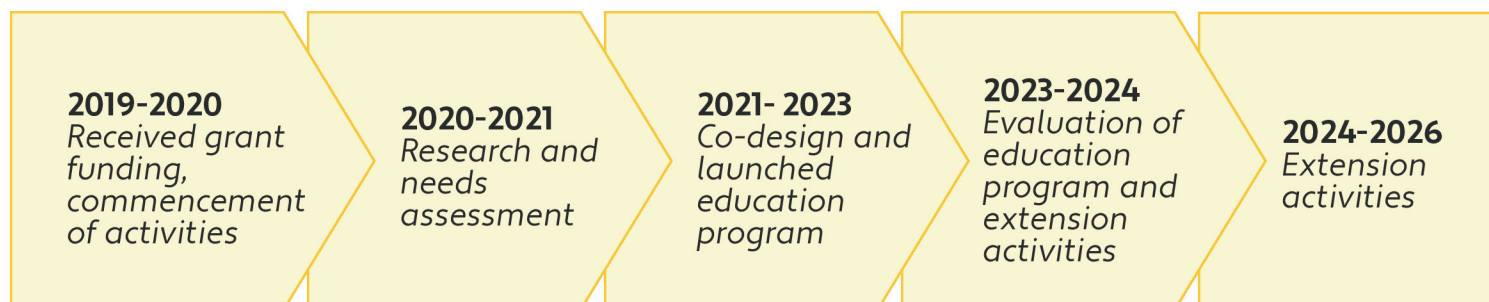 2019-2020
Received grant
funding,
commencement
of activities
2020-2021
Research and
needs
assessment
2021- 2023
Co-design and
launched
education
program
2023-2024
Evaluation of
education
program and
extension
activities
2024-2026
Extension
activities